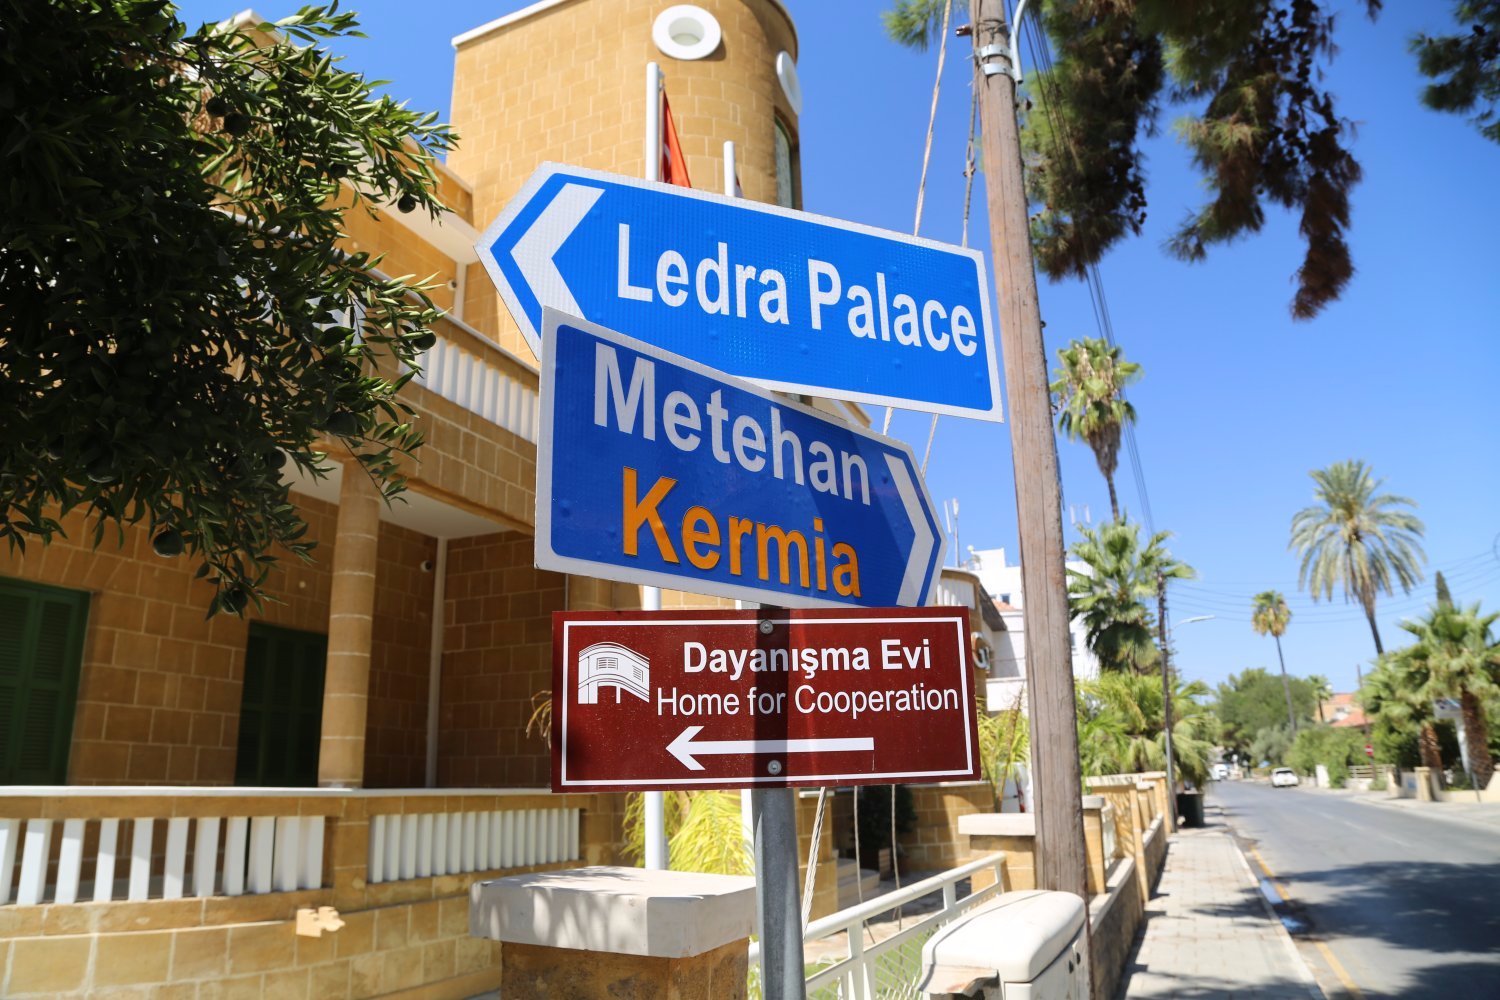 Ledra Palace
Metehan
Kermia
Dayanışma Evi
Home for Cooperation